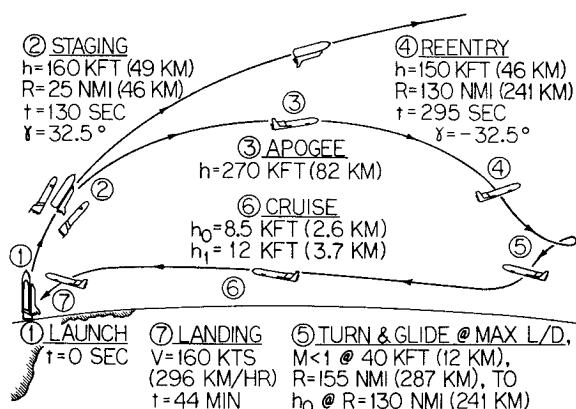 ② STAGING
h=160 KFT (49 KM)
R=25 NMI (46 KM)
t=130 SEC
γ=32.5°
④ REENTRY
h=150 KFT (46 KM)
R=130 NMI (241 KM)
t=295 SEC
γ=-32.5°
③
③ APOGEE
h=270 KFT (82 KM)
②
④
⑥ CRUISE
h₀=8.5 KFT (2.6 KM)
h₁=12 KFT (3.7 KM)
①
⑦
⑥
⑤
① LAUNCH
t=0 SEC
⑦ LANDING
V=160 KTS
(296 KM/HR)
t=44 MIN
⑤ TURN & GLIDE @ MAX L/D,
M<1 @ 40 KFT (12 KM),
R=155 NMI (287 KM), TO
h₀ @ R=130 NMI (241 KM)